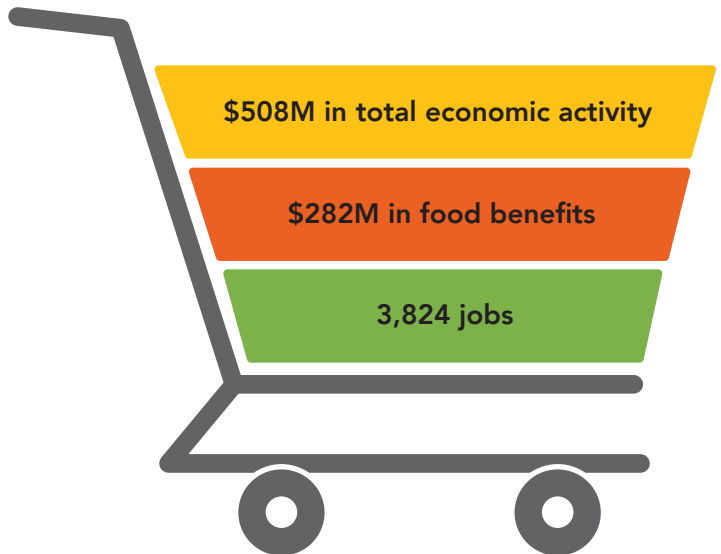 $508M in total economic activity
$282M in food benefits
3,824 jobs